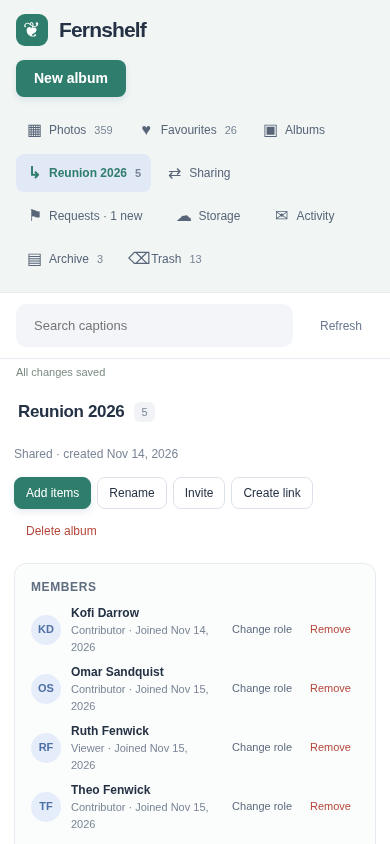 Fernshelf
New album
Photos 359 Favourites 26 Albums
Reunion 2026 5 Sharing
Requests · 1 new Storage Activity
Archive 3 Trash 13
Search captions Refresh
All changes saved
Reunion 2026 5
Shared · created Nov 14, 2026
Add items Rename Invite Create link
Delete album
MEMBERS
KD Kofi Darrow
Contributor · Joined Nov 14, Change role Remove
2026
OS Omar Sandquist
Contributor · Joined Nov 15, Change role Remove
2026
RF Ruth Fenwick
Viewer · Joined Nov 15, Change role Remove
2026
TF Theo Fenwick
Contributor · Joined Nov 15, Change role Remove
2026